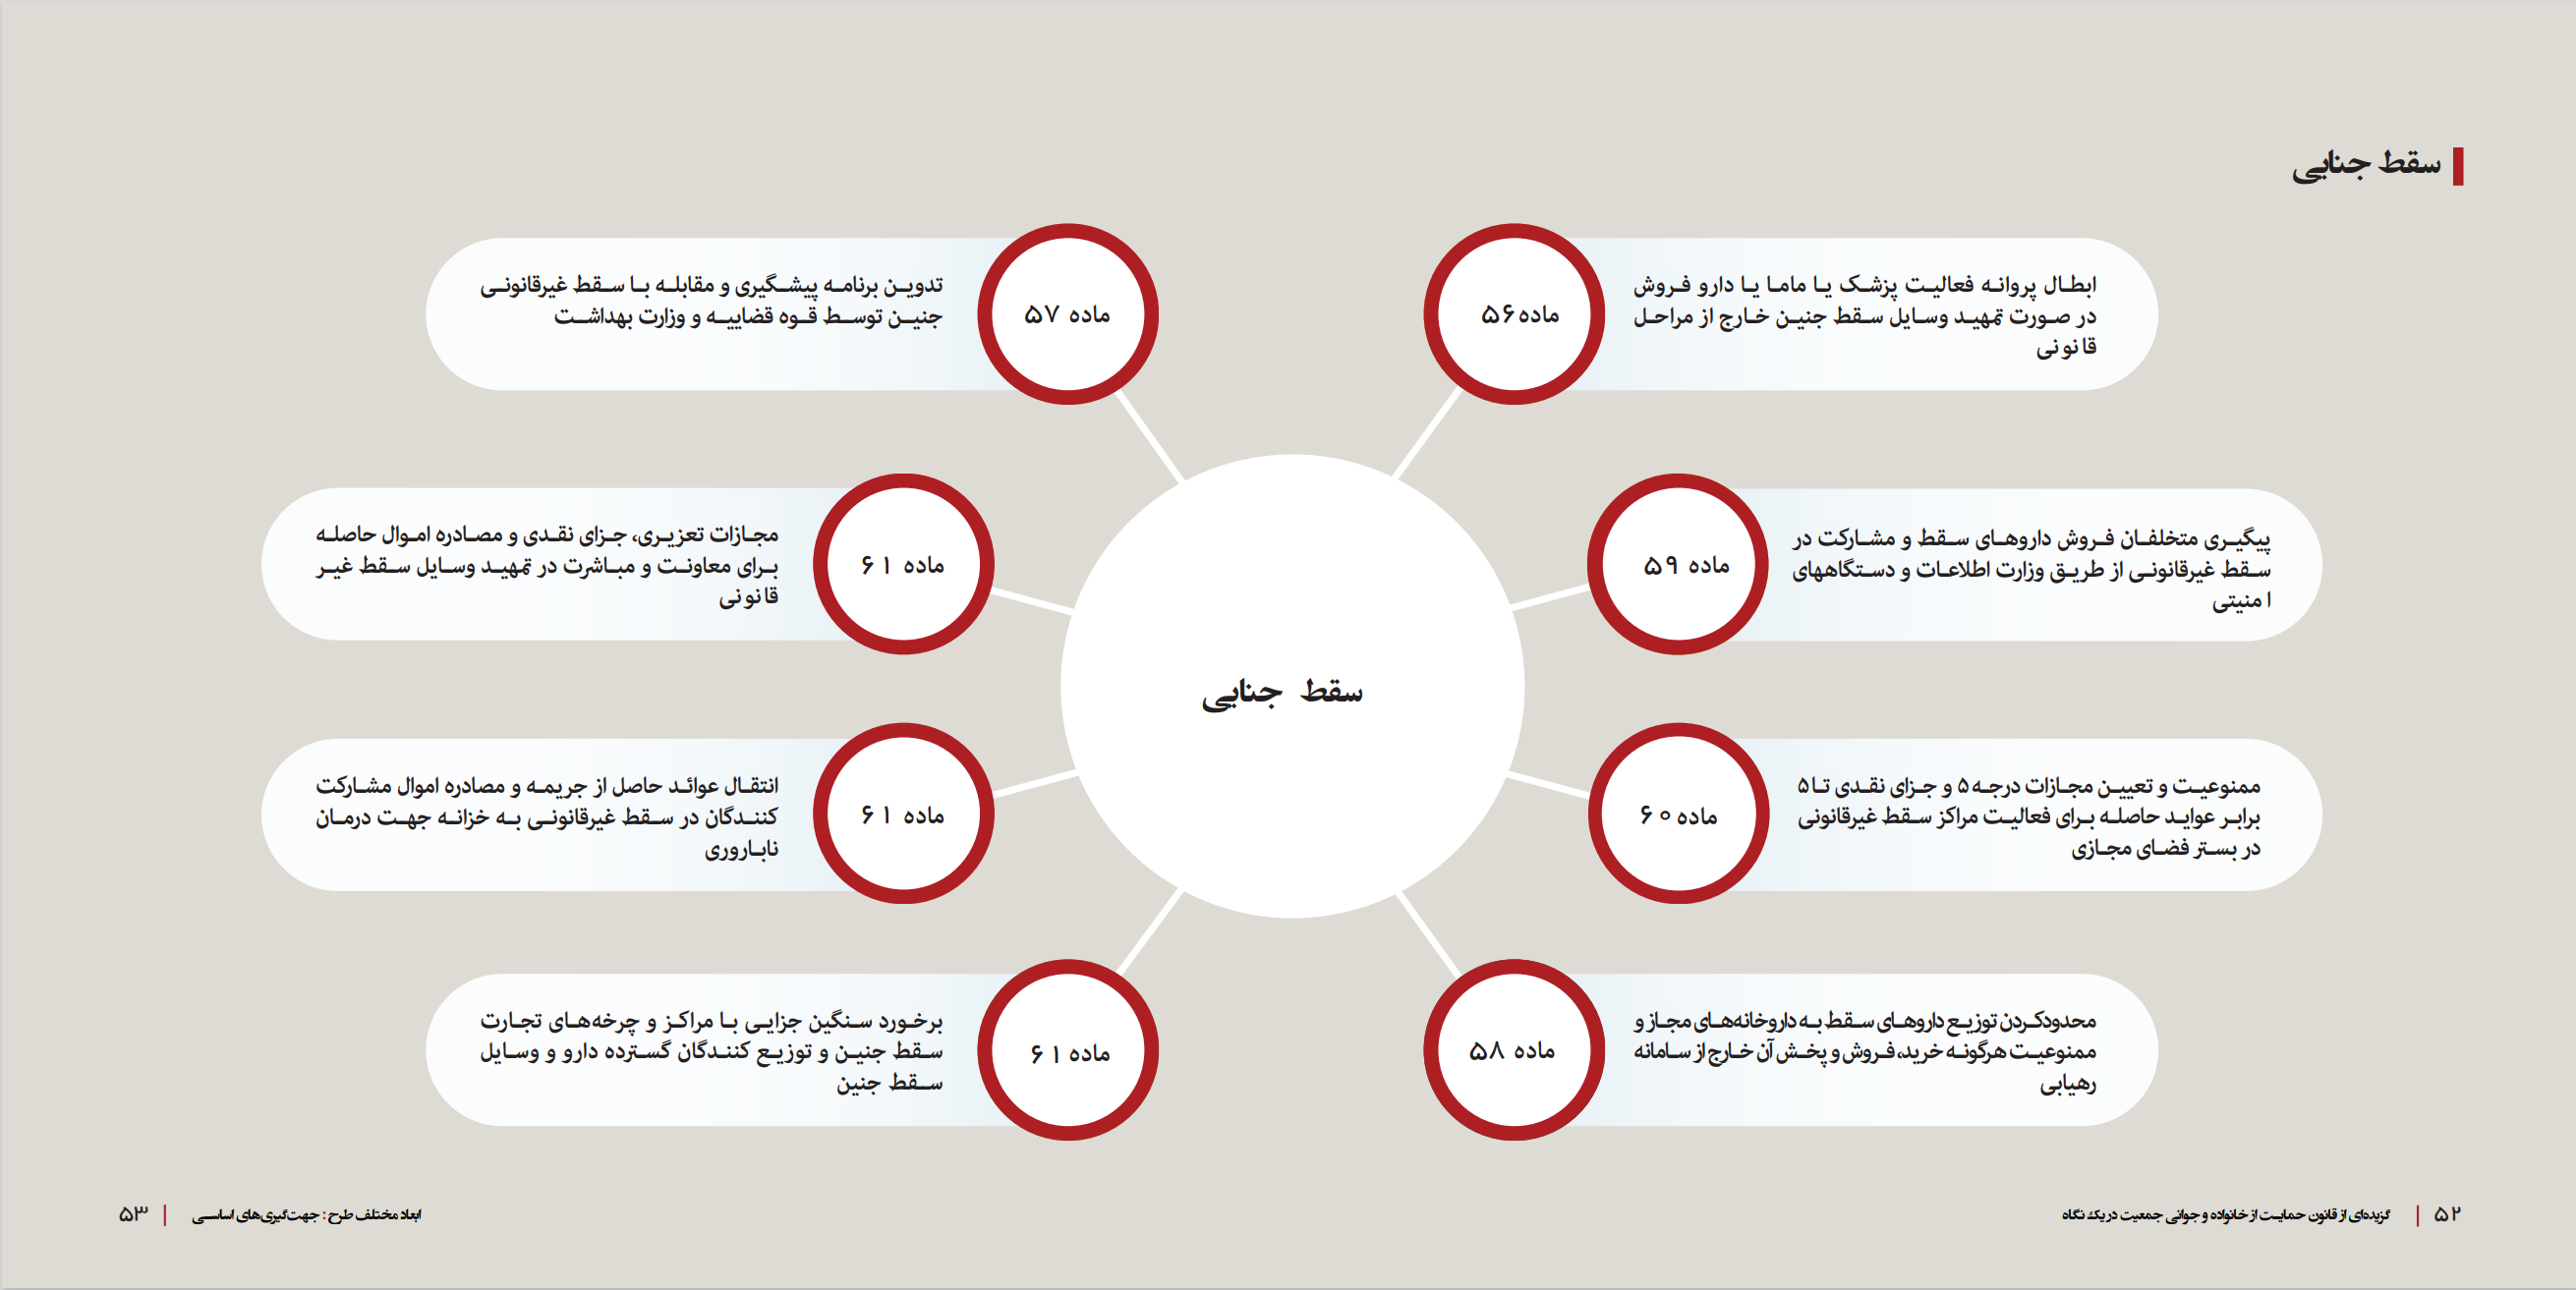 سقط جنایی
ماده۵۶
ابطال پروانه فعالیت پزشک یا ماما یا دارو فروش
در صورت تمهید وسایل سقط جنین خارج از مراحل
قانونی
ماده ۵۹
پیگیری متخلفان فروش داروهای سقط و مشارکت در
سقط غیرقانونی از طریق وزارت اطلاعات و دستگاههای
امنیتی
ماده ۶۰
ممنوعیت و تعیین مجازات درجه۵ و جزای نقدی تا۵
برابر عواید حاصله برای فعالیت مراکز سقط غیرقانونی
در بستر فضای مجازی
ماده ۵۸
محدودکردن توزیع داروهای سقط به داروخانه‌های مجاز و
ممنوعیت هرگونه خرید، فروش و پخش آن خارج از سامانه
رهیابی
سقط جنایی
ماده ۵۷
تدوین برنامه پیشگیری و مقابله با سقط غیرقانونی
جنین توسط قوه قضاییه و وزارت بهداشت
ماده ۶۱
مجازات تعزیری، جزای نقدی و مصادره اموال حاصله
برای معاونت و مباشرت در تمهید وسایل سقط غیر
قانونی
ماده ۶۱
انتقال عوائد حاصل از جریمه و مصادره اموال مشارکت
کنندگان در سقط غیرقانونی به خزانه جهت درمان
ناباروری
ماده ۶۱
برخورد سنگین جزایی با مراکز و چرخه‌های تجارت
سقط جنین و توزیع کنندگان گسترده دارو و وسایل
سقط جنین
۵۲ | گزیده‌ای از قانون حمایت از خانواده و جوانی جمعیت در یک نگاه
ابعاد مختلف طرح: جهت‌گیری‌های اساسی | ۵۳